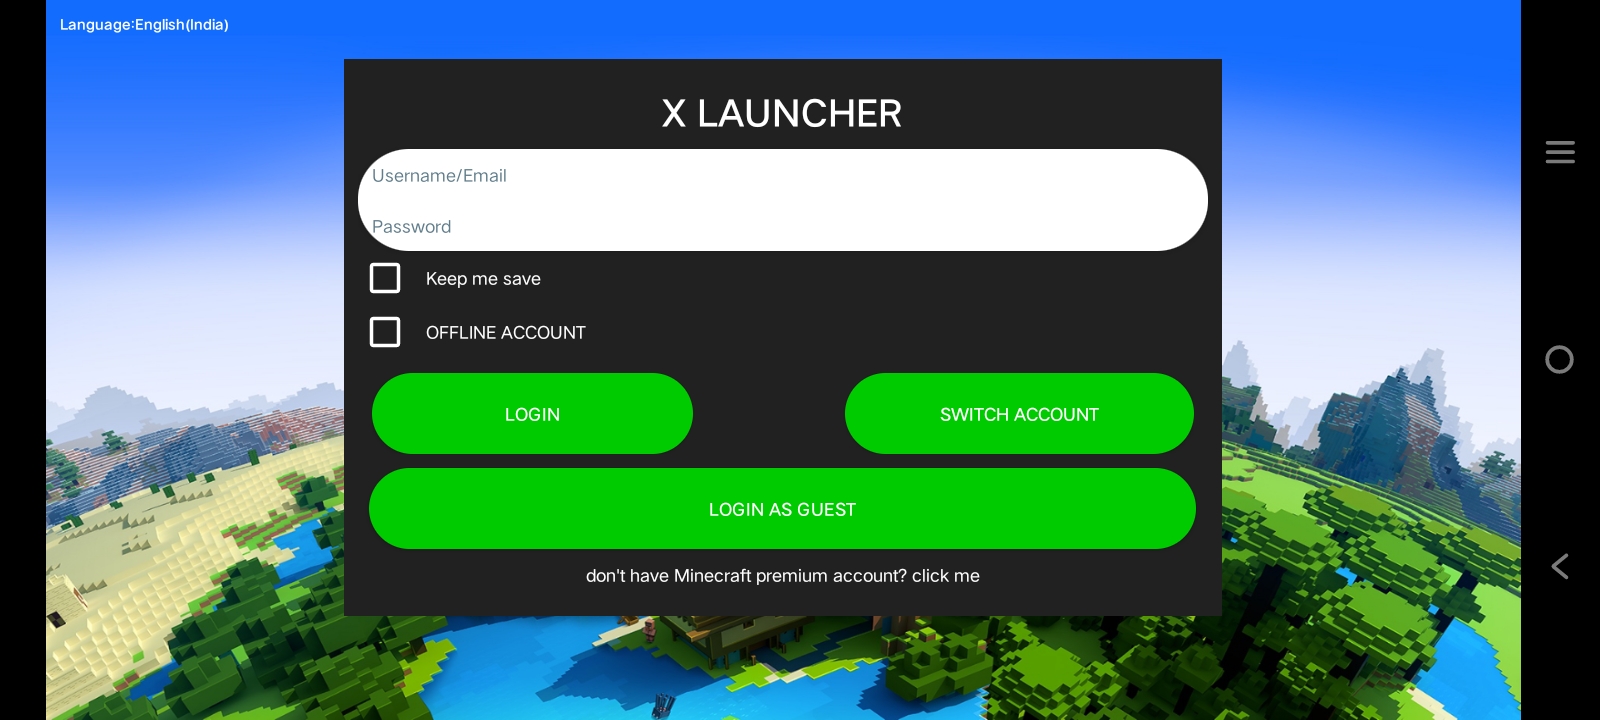 Language:English(India)
X LAUNCHER
Username/Email
Password
Keep me save
OFFLINE ACCOUNT
LOGIN
SWITCH ACCOUNT
LOGIN AS GUEST
don't have Minecraft premium account? click me